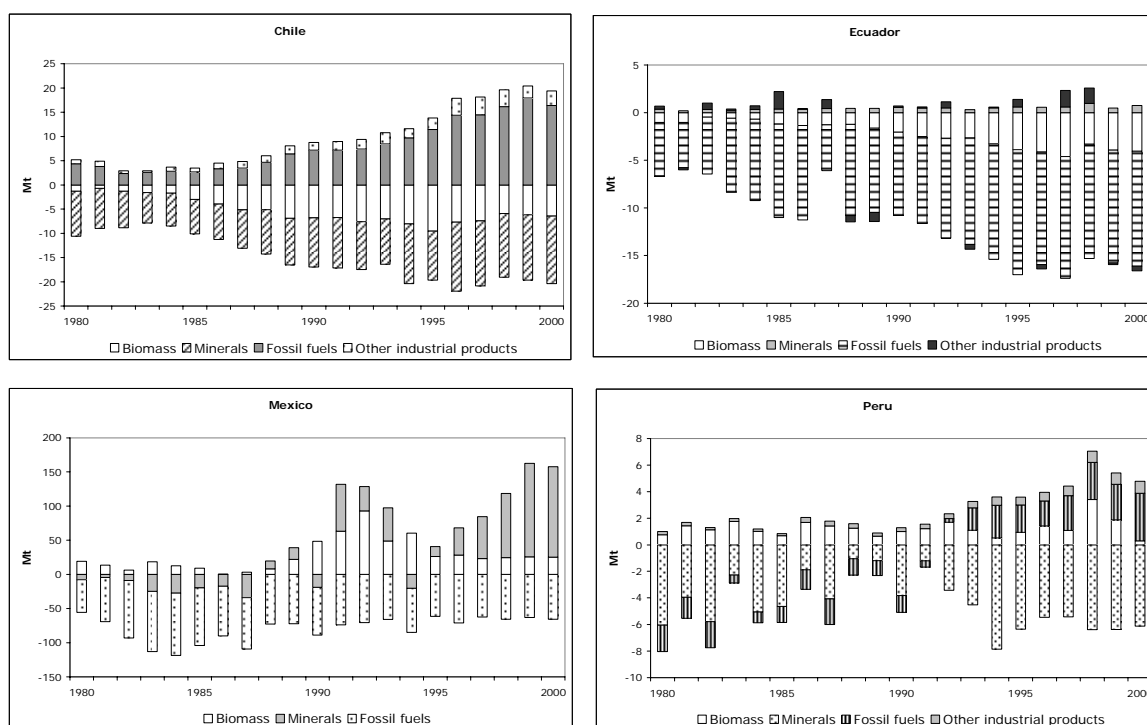 Chile
25
20
15
10
5
0
-5
-10
-15
-20
-25
Mt
1980 1985 1990 1995 2000
Biomass Minerals Fossil fuels Other industrial products
Ecuador
5
0
-5
-10
-15
-20
Mt
1980 1985 1990 1995 2000
Biomass Minerals Fossil fuels Other industrial products
Mexico
200
150
100
50
0
-50
-100
-150
Mt
1980 1985 1990 1995 2000
Biomass Minerals Fossil fuels
Peru
8
6
4
2
0
-2
-4
-6
-8
-10
Mt
1980 1985 1990 1995 2000
Biomass Minerals Fossil fuels Other industrial products